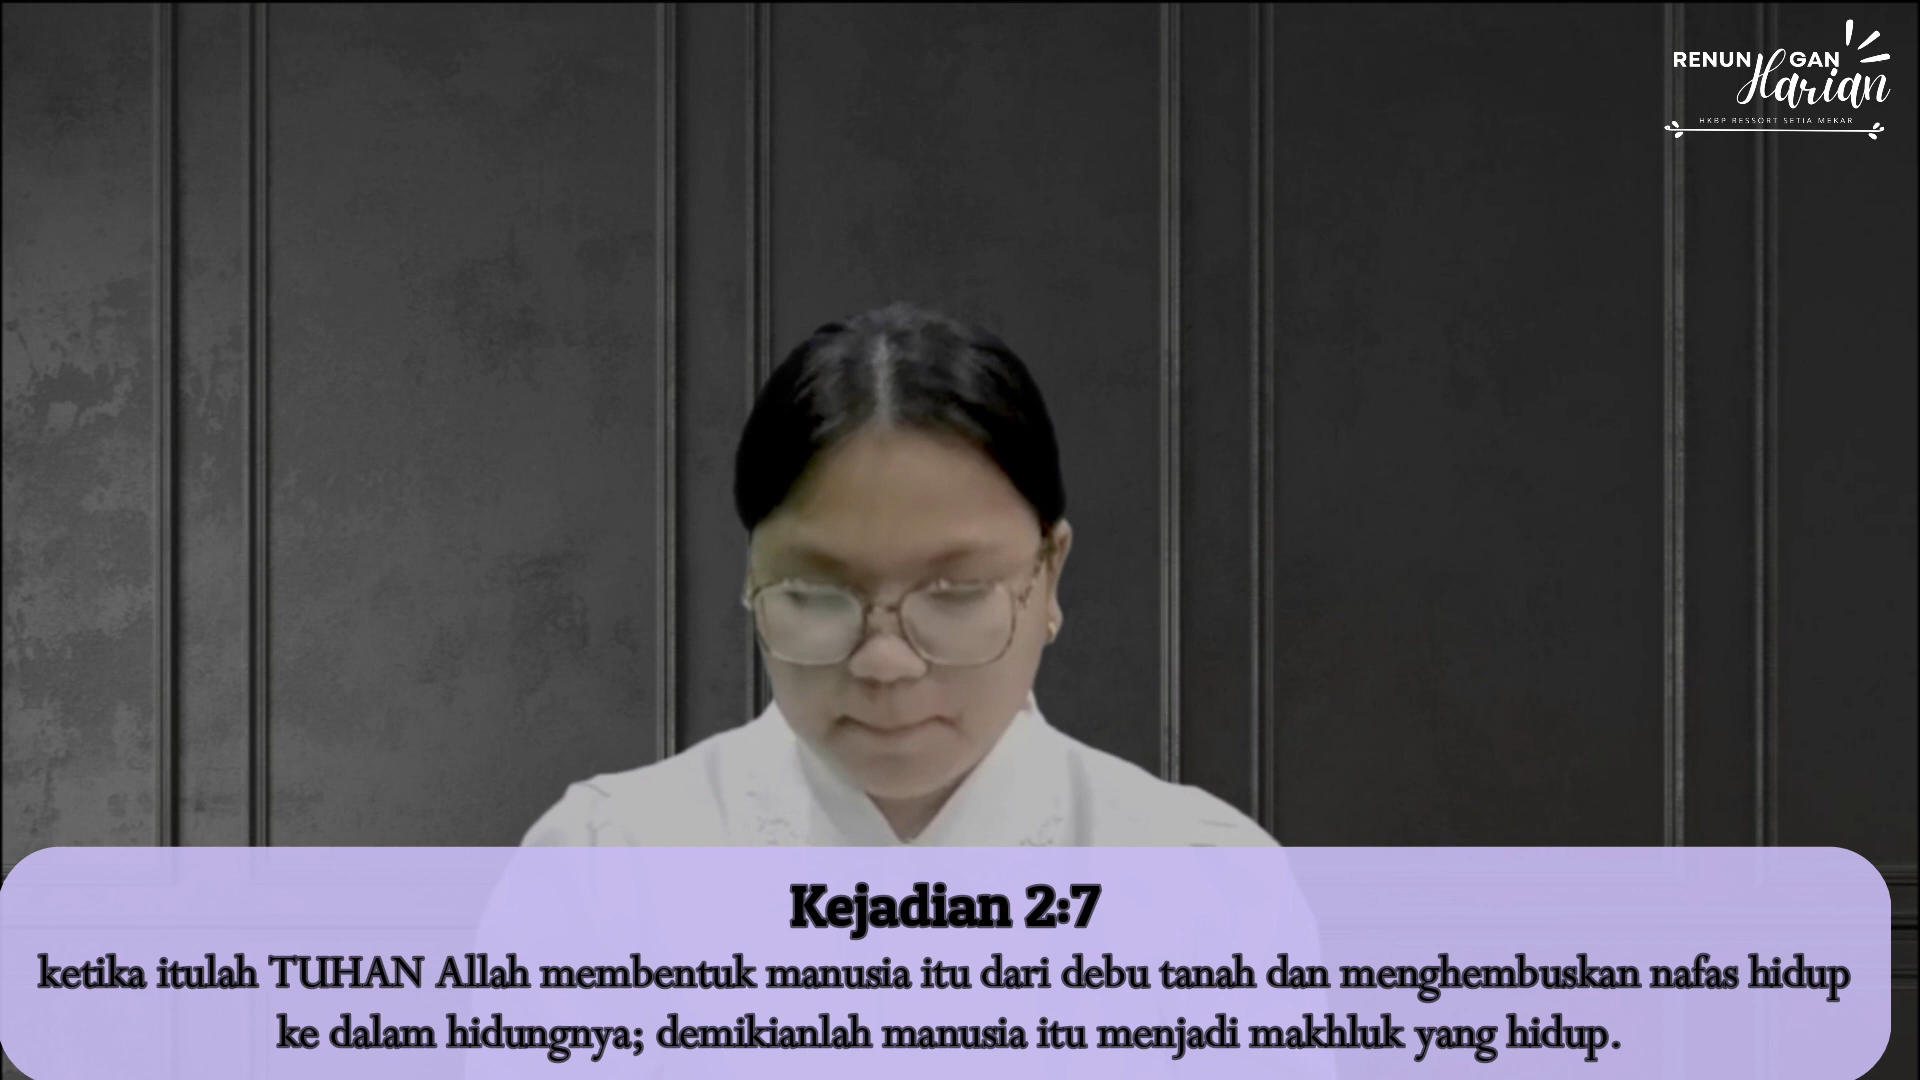 RENUNGAN
Harian
HKBP RESSORT SETIA MEKAR
Kejadian 2:7
ketika itulah TUHAN Allah membentuk manusia itu dari debu tanah dan menghembuskan nafas hidup
ke dalam hidungnya; demikianlah manusia itu menjadi makhluk yang hidup.